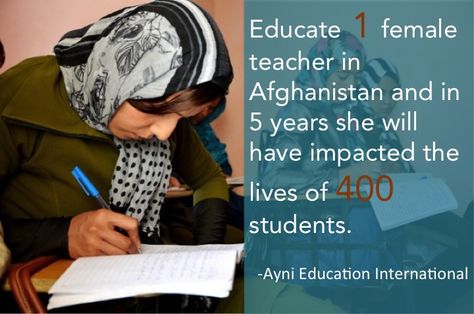 Educate 1 female
teacher in
Afghanistan and in
5 years she will
have impacted the
lives of 400
students.
-Ayni Education International